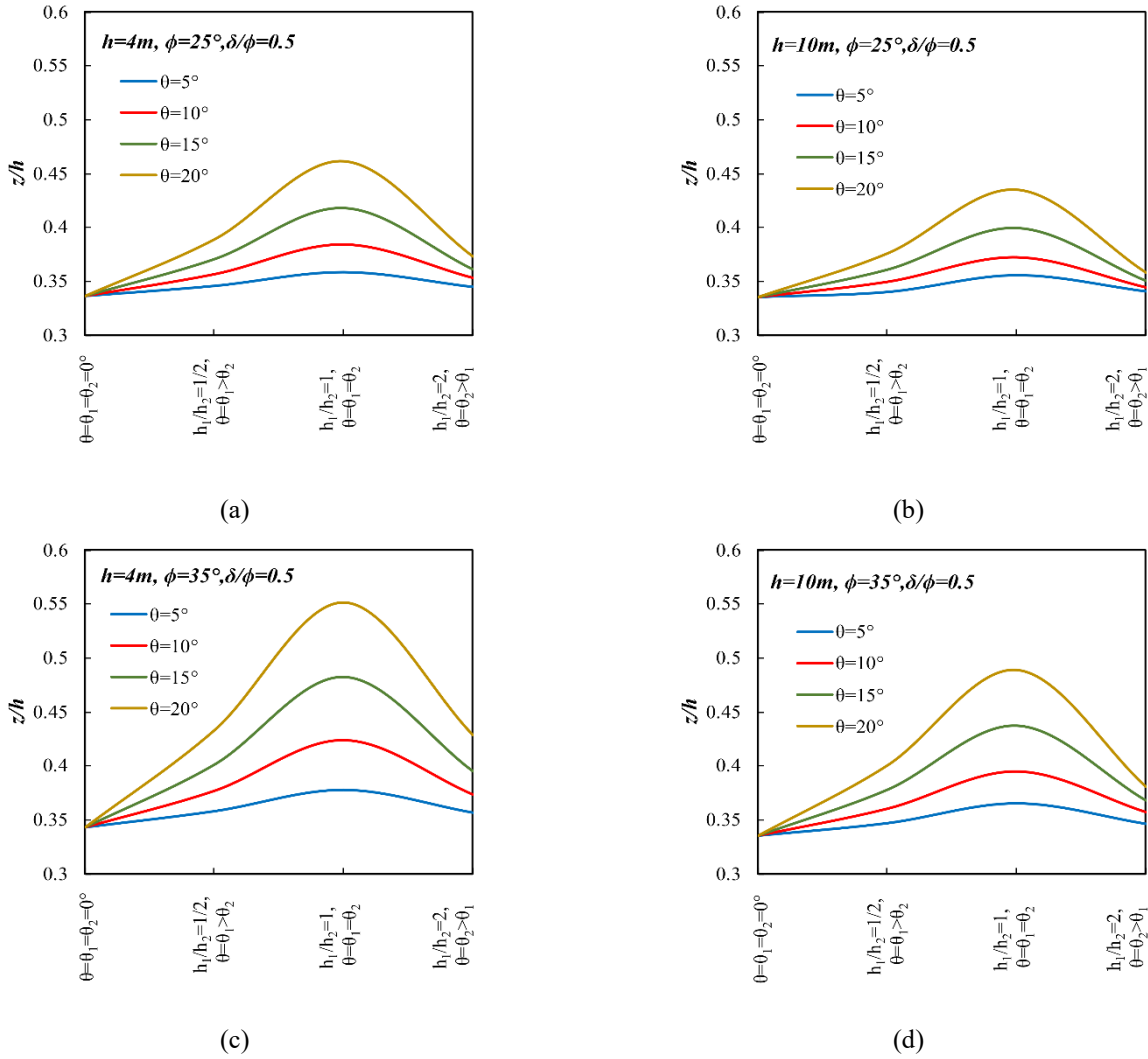 0.6
0.55
0.5
0.45
0.4
0.35
0.3
z/h
h=4m, ϕ=25°,δ/ϕ=0.5
θ=5°
θ=10°
θ=15°
θ=20°
θ=θ₁=θ₂=0°
h₁/h₂=1/2,
θ=θ₁>θ₂
h₁/h₂=1,
θ=θ₁=θ₂
h₁/h₂=2,
θ=θ₂>θ₁
(a)
0.6
0.55
0.5
0.45
0.4
0.35
0.3
z/h
h=10m, ϕ=25°,δ/ϕ=0.5
θ=5°
θ=10°
θ=15°
θ=20°
θ=θ₁=θ₂=0°
h₁/h₂=1/2,
θ=θ₁>θ₂
h₁/h₂=1,
θ=θ₁=θ₂
h₁/h₂=2,
θ=θ₂>θ₁
(b)
0.6
0.55
0.5
0.45
0.4
0.35
0.3
z/h
h=4m, ϕ=35°,δ/ϕ=0.5
θ=5°
θ=10°
θ=15°
θ=20°
θ=θ₁=θ₂=0°
h₁/h₂=1/2,
θ=θ₁>θ₂
h₁/h₂=1,
θ=θ₁=θ₂
h₁/h₂=2,
θ=θ₂>θ₁
(c)
0.6
0.55
0.5
0.45
0.4
0.35
0.3
z/h
h=10m, ϕ=35°,δ/ϕ=0.5
θ=5°
θ=10°
θ=15°
θ=20°
θ=θ₁=θ₂=0°
h₁/h₂=1/2,
θ=θ₁>θ₂
h₁/h₂=1,
θ=θ₁=θ₂
h₁/h₂=2,
θ=θ₂>θ₁
(d)